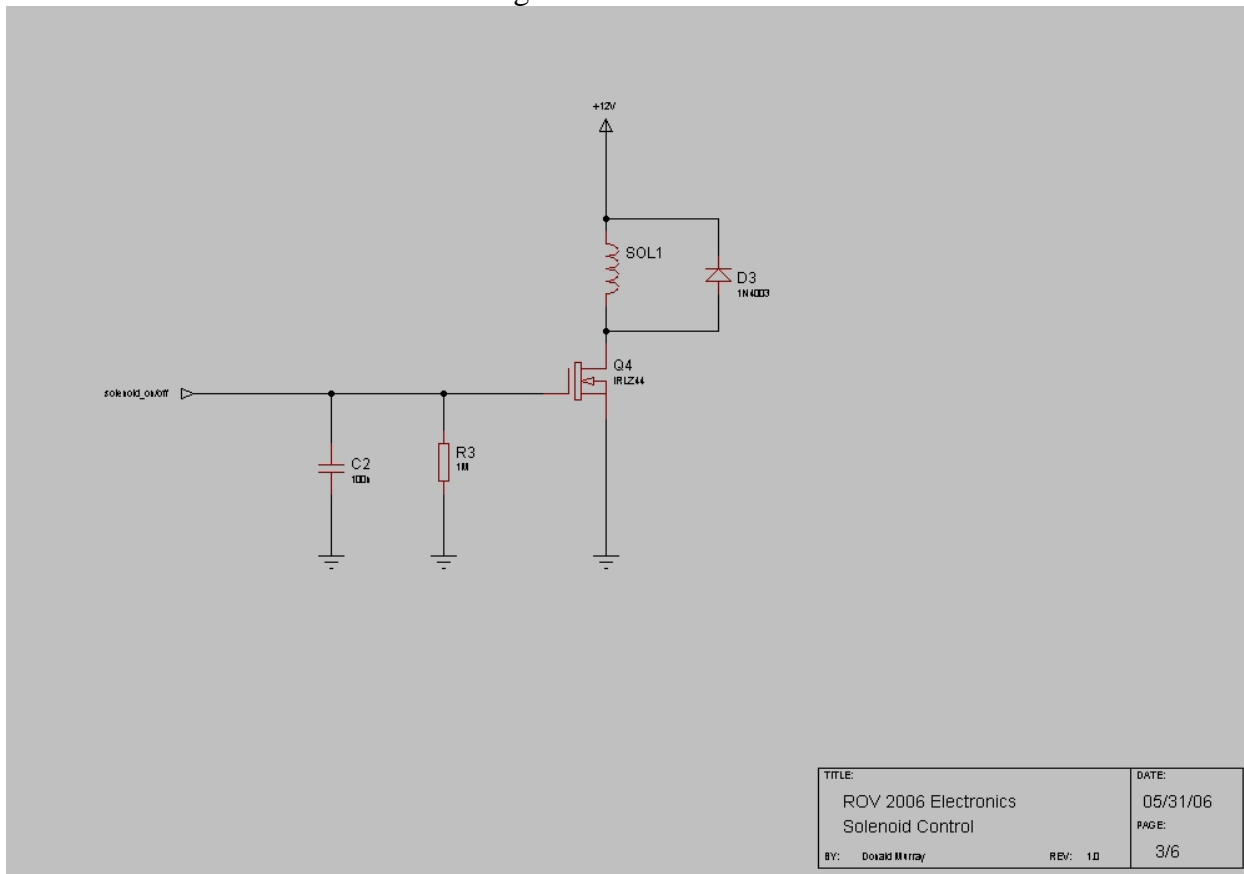 +12V
SOL1
D3
1N4003
Q4
IRLZ44
solenoid_on/off
C2
100n
R3
1M
TITLE:
ROV 2006 Electronics
Solenoid Control
BY: Donald Murray
REV: 1.0
DATE:
05/31/06
PAGE:
3/6